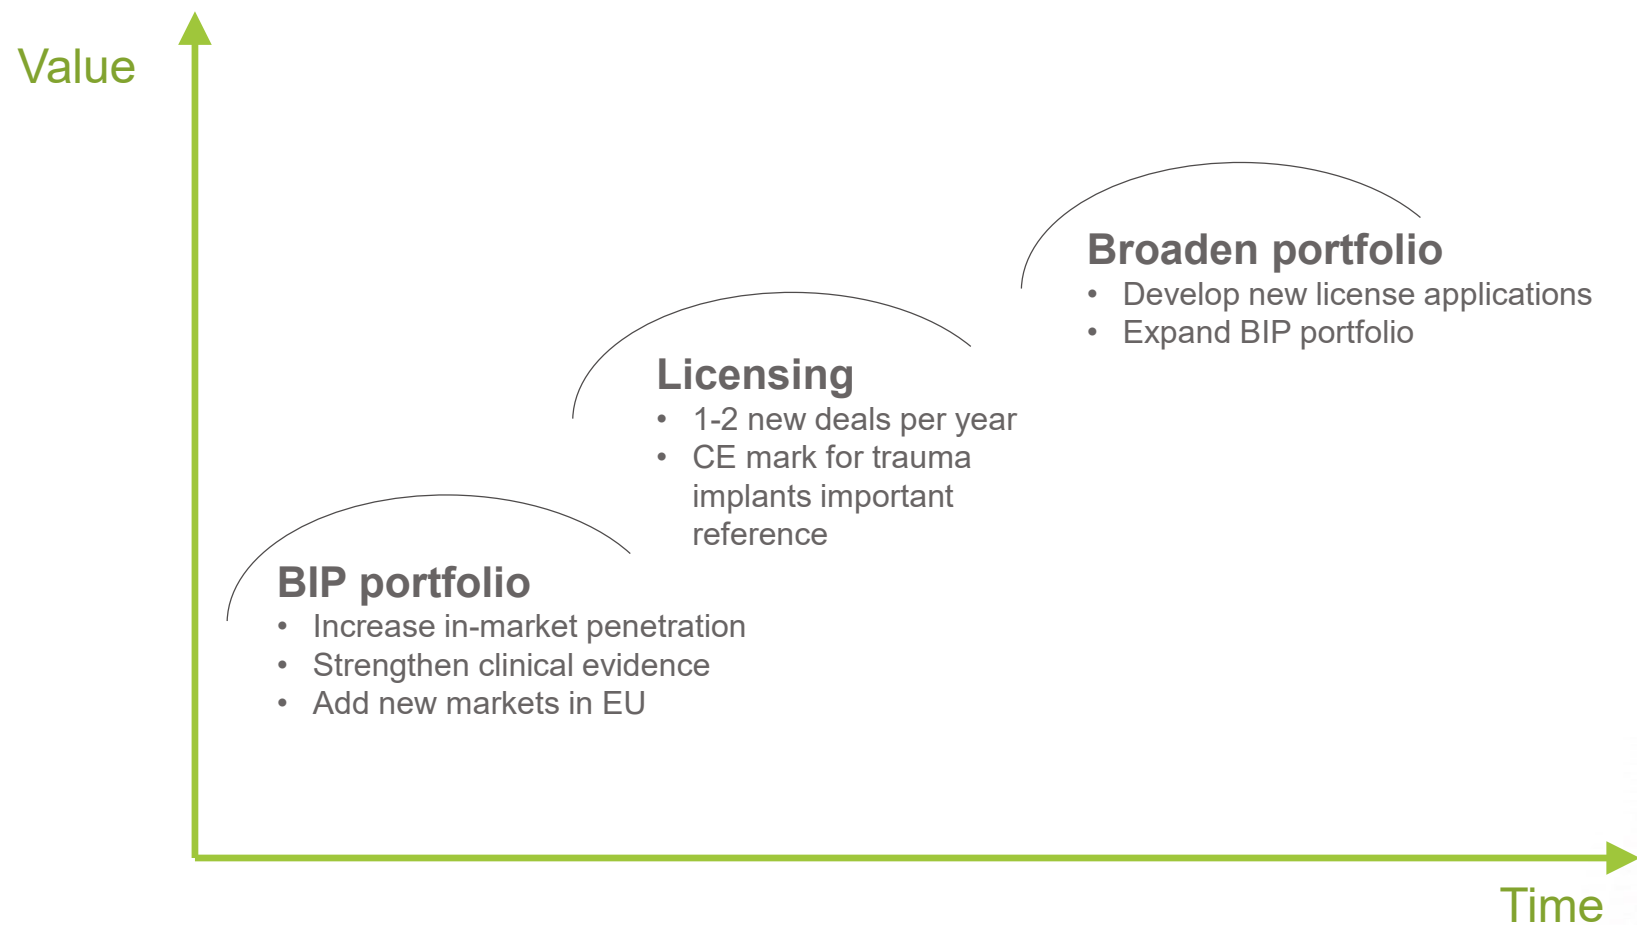 Value
Broaden portfolio
• Develop new license applications
• Expand BIP portfolio
Licensing
• 1-2 new deals per year
• CE mark for trauma
implants important
reference
BIP portfolio
• Increase in-market penetration
• Strengthen clinical evidence
• Add new markets in EU
Time